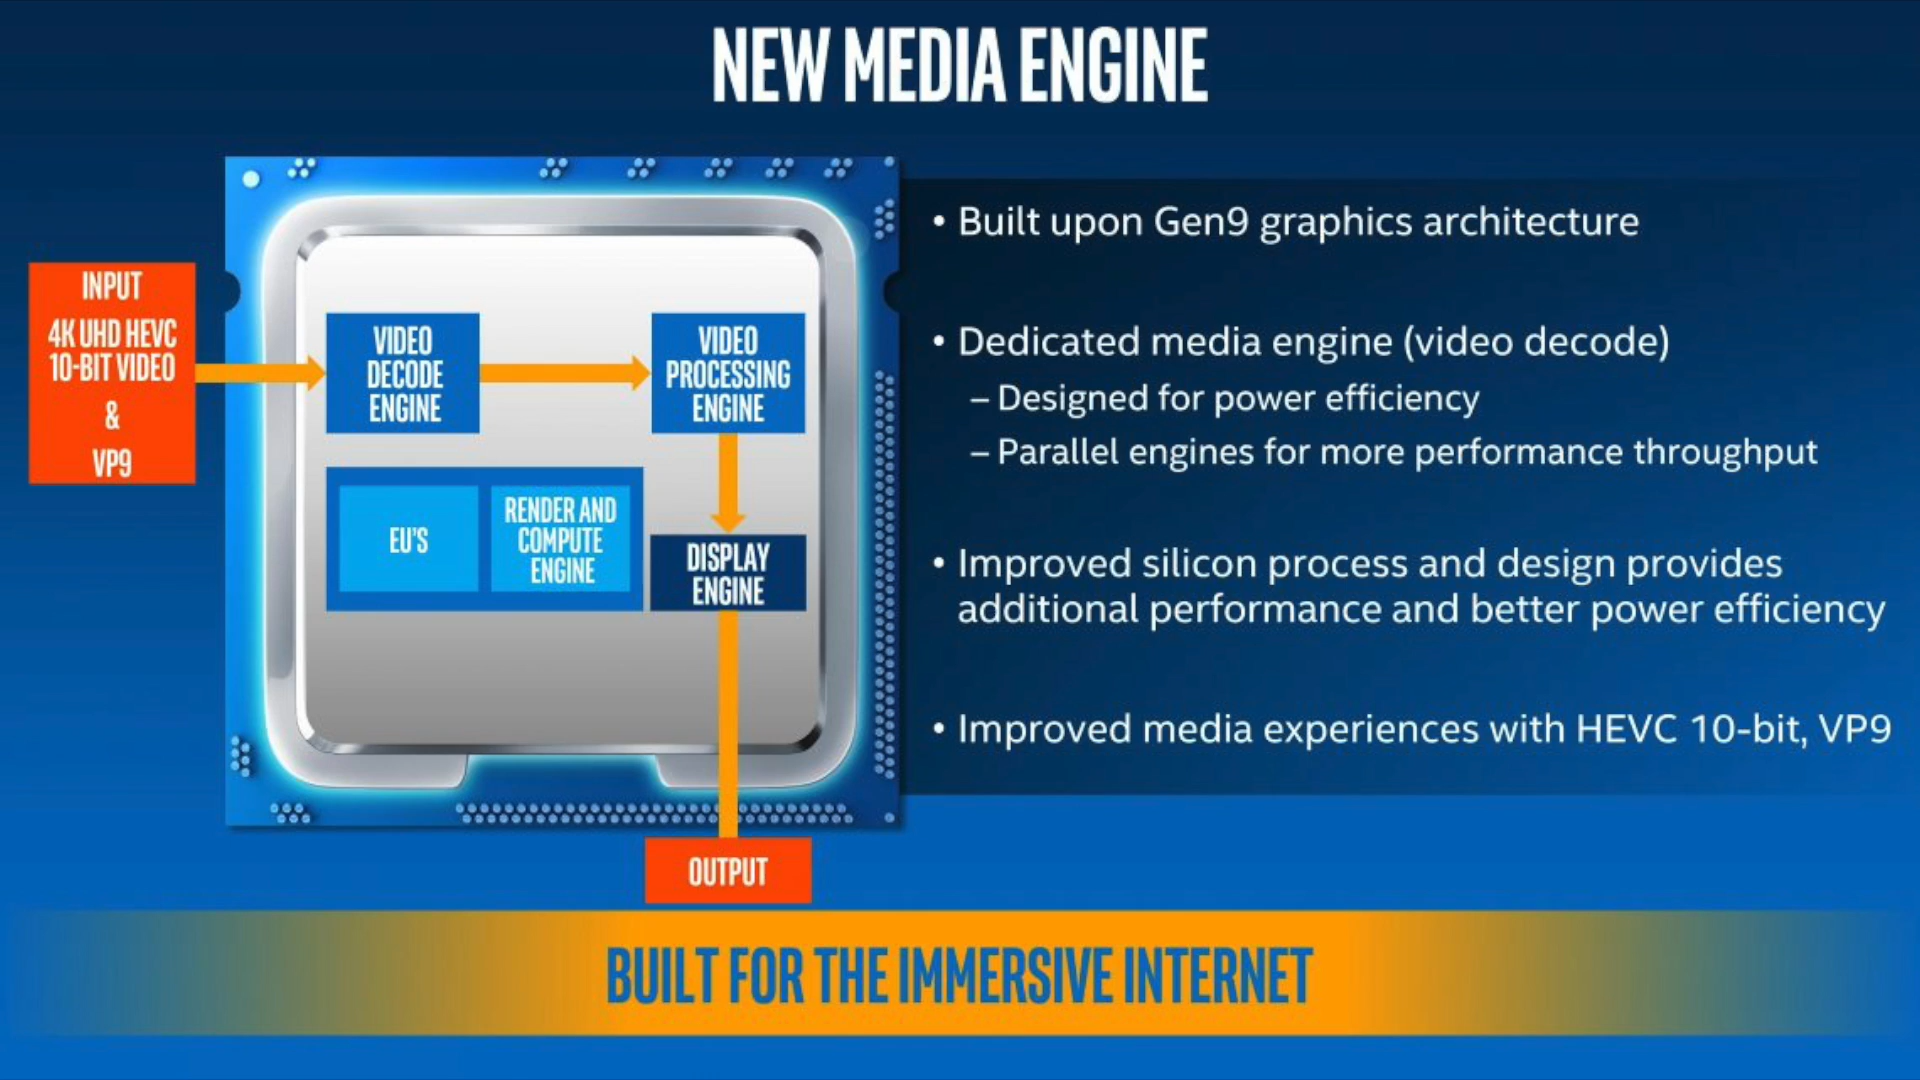 NEW MEDIA ENGINE
INPUT
4K UHD HEVC
10-BIT VIDEO
&
VP9
VIDEO
DECODE
ENGINE
VIDEO
PROCESSING
ENGINE
EU'S
RENDER AND
COMPUTE
ENGINE
DISPLAY
ENGINE
OUTPUT
• Built upon Gen9 graphics architecture
• Dedicated media engine (video decode)
– Designed for power efficiency
– Parallel engines for more performance throughput
• Improved silicon process and design provides
additional performance and better power efficiency
• Improved media experiences with HEVC 10-bit, VP9
BUILT FOR THE IMMERSIVE INTERNET